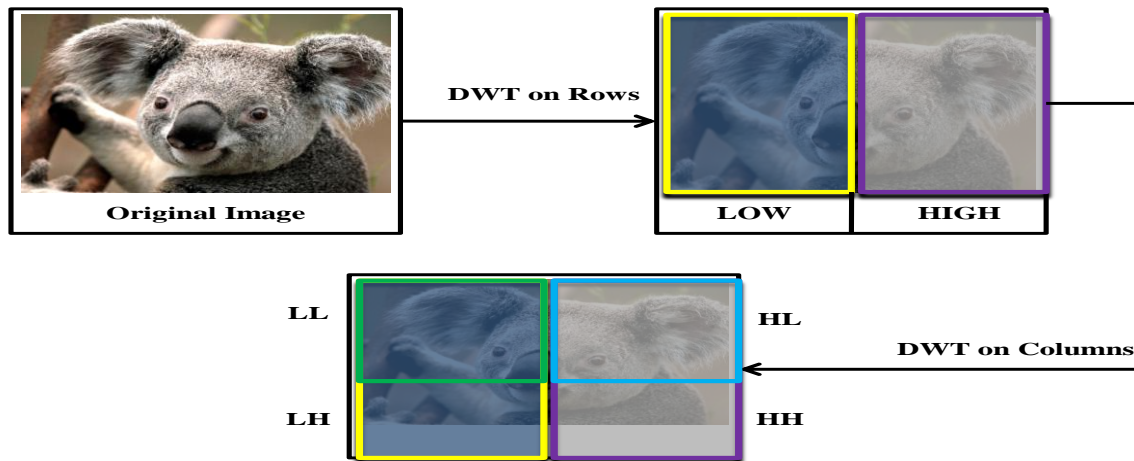 DWT on Rows
Original Image
LOW
HIGH
LL
HL
DWT on Columns
LH
HH